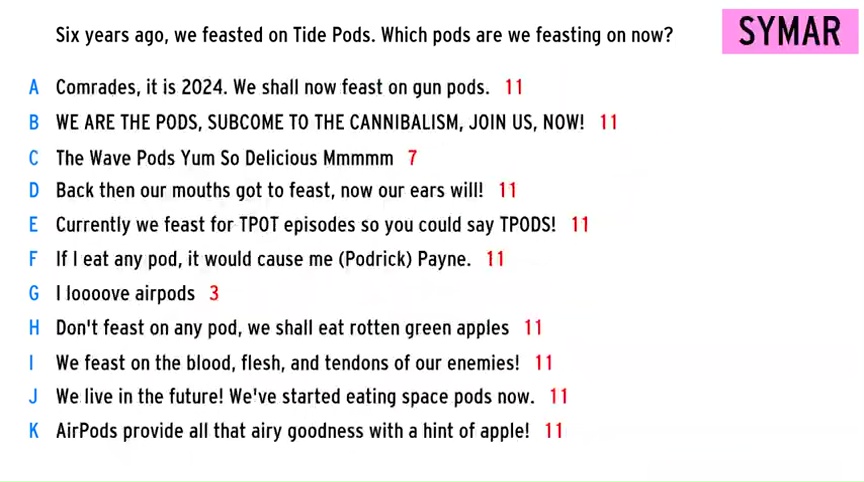 Six years ago, we feasted on Tide Pods. Which pods are we feasting on now?
SYMAR
A Comrades, it is 2024. We shall now feast on gun pods. 11
B WE ARE THE PODS, SUBCOME TO THE CANNIBALISM, JOIN US, NOW! 11
C The Wave Pods Yum So Delicious Mmmmm 7
D Back then our mouths got to feast, now our ears will! 11
E Currently we feast for TPOT episodes so you could say TPODS! 11
F If I eat any pod, it would cause me (Podrick) Payne. 11
G I loooove airpods 3
H Don't feast on any pod, we shall eat rotten green apples 11
I We feast on the blood, flesh, and tendons of our enemies! 11
J We live in the future! We've started eating space pods now. 11
K AirPods provide all that airy goodness with a hint of apple! 11